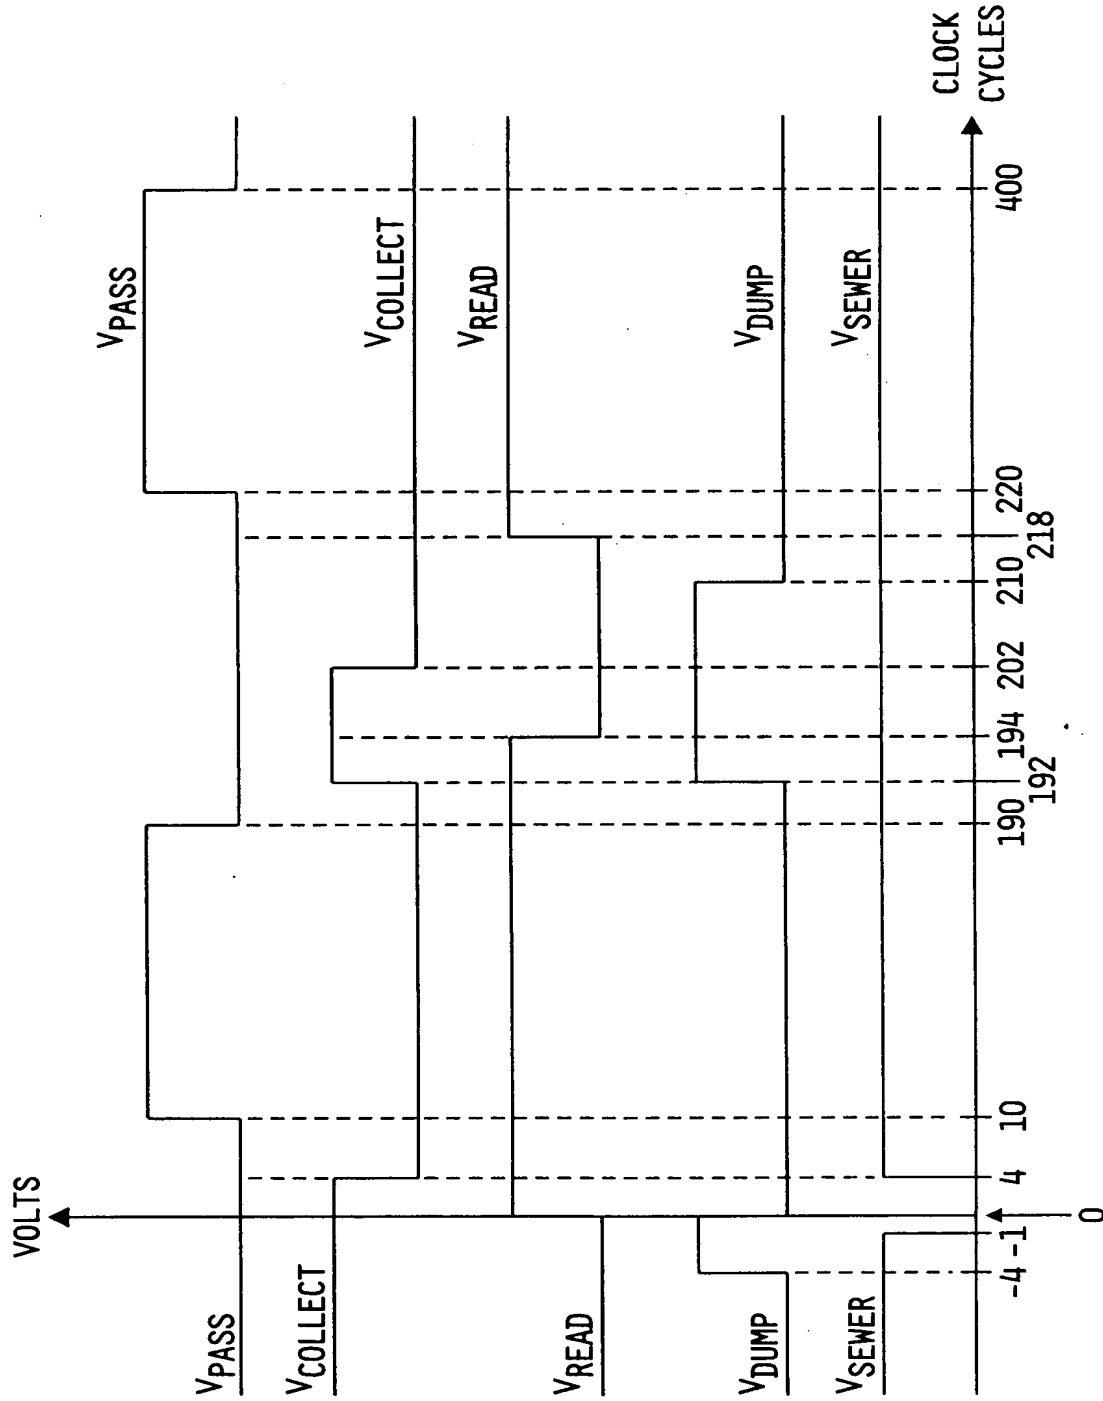 VOLTS
VPASS
VCOLLECT
VREAD
VDUMP
VSEWER
VPASS
VCOLLECT
VREAD
VDUMP
VSEWER
-4 -1 0 4 10 190 192 194 202 210 218 220 400
CLOCK
CYCLES